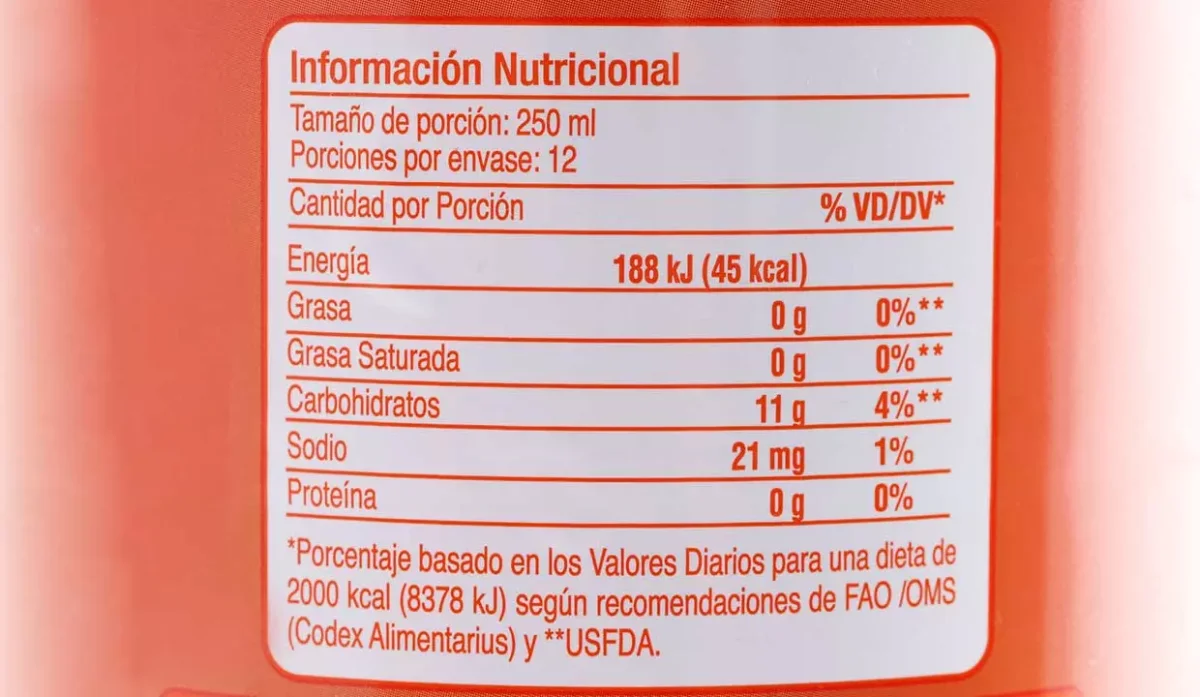 Información Nutricional
Tamaño de porción: 250 ml
Porciones por envase: 12
Cantidad por Porción % VD/DV*
Energía 188 kJ (45 kcal)
Grasa 0 g 0%**
Grasa Saturada 0 g 0%**
Carbohidratos 11 g 4%**
Sodio 21 mg 1%
Proteína 0 g 0%
*Porcentaje basado en los Valores Diarios para una dieta de
2000 kcal (8378 kJ) según recomendaciones de FAO /OMS
(Codex Alimentarius) y **USFDA.